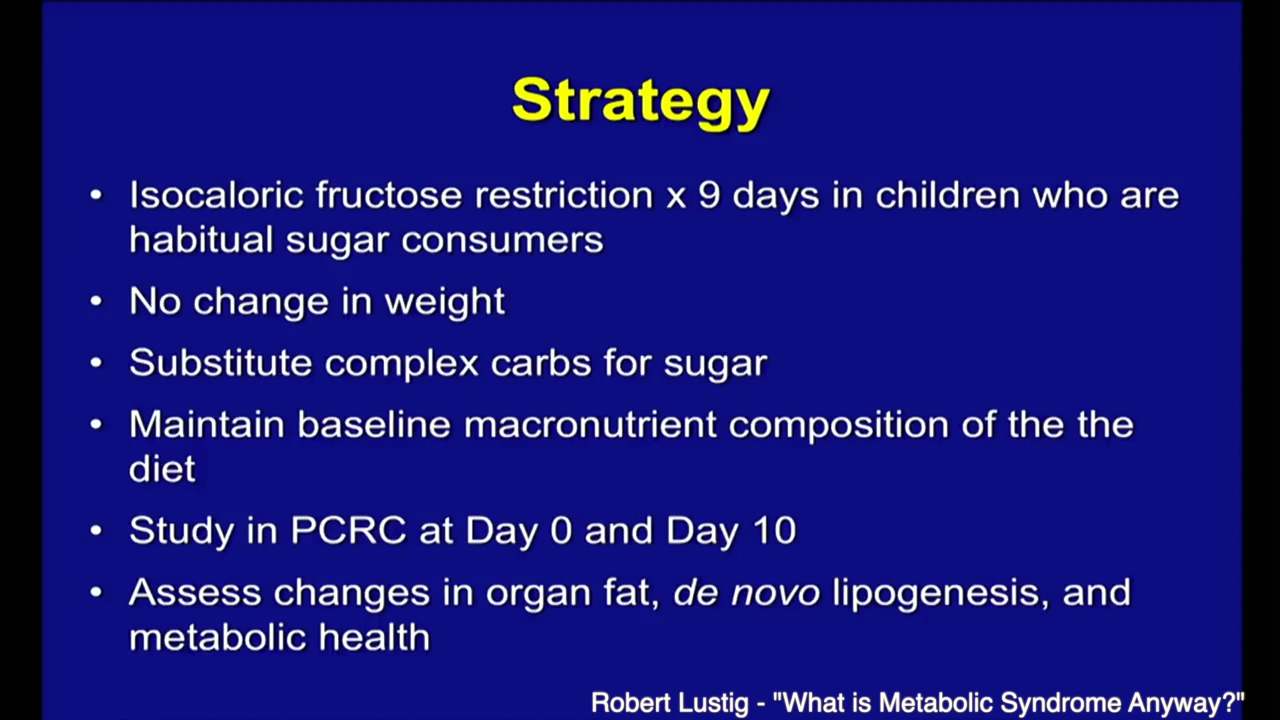 Strategy
• Isocaloric fructose restriction x 9 days in children who are
habitual sugar consumers
• No change in weight
• Substitute complex carbs for sugar
• Maintain baseline macronutrient composition of the the
diet
• Study in PCRC at Day 0 and Day 10
• Assess changes in organ fat, de novo lipogenesis, and
metabolic health
Robert Lustig - "What is Metabolic Syndrome Anyway?"